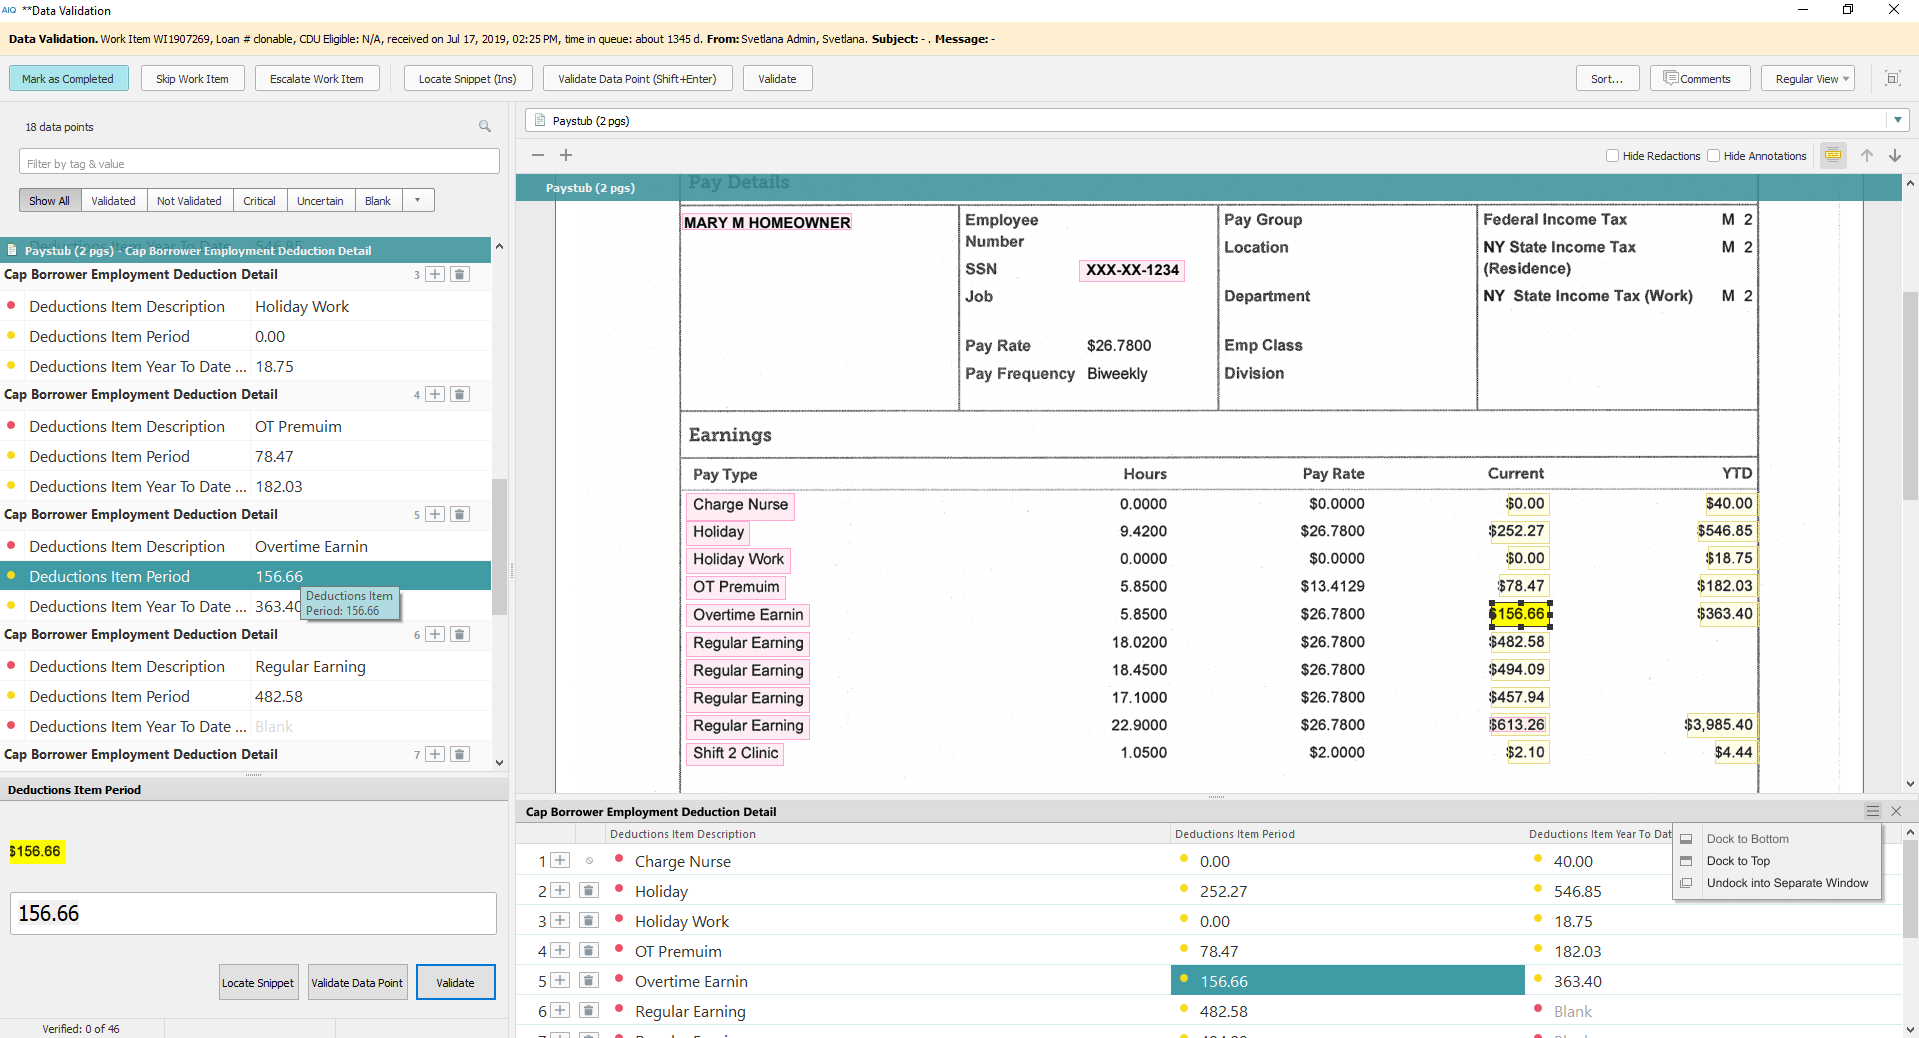 AIQ **Data Validation
Data Validation. Work Item WI1907269, Loan # clonable, CDU Eligible: N/A, received on Jul 17, 2019, 02:25 PM, time in queue: about 1345 d. From: Svetlana Admin, Svetlana. Subject: - . Message: -
Mark as Completed
Skip Work Item
Escalate Work Item
Locate Snippet (Ins)
Validate Data Point (Shift+Enter)
Validate
Sort...
Comments
Regular View
18 data points
Filter by tag & value
Show All
Validated
Not Validated
Critical
Uncertain
Blank
Paystub (2 pgs) - Cap Borrower Employment Deduction Detail
Cap Borrower Employment Deduction Detail 3
Deductions Item Description Holiday Work
Deductions Item Period 0.00
Deductions Item Year To Date ... 18.75
Cap Borrower Employment Deduction Detail 4
Deductions Item Description OT Premuim
Deductions Item Period 78.47
Deductions Item Year To Date ... 182.03
Cap Borrower Employment Deduction Detail 5
Deductions Item Description Overtime Earnin
Deductions Item Period 156.66
Deductions Item Year To Date ... 363.40
Deductions Item
Period: 156.66
Cap Borrower Employment Deduction Detail 6
Deductions Item Description Regular Earning
Deductions Item Period 482.58
Deductions Item Year To Date ... Blank
Cap Borrower Employment Deduction Detail 7
Deductions Item Period
$156.66
156.66
Locate Snippet
Validate Data Point
Validate
Verified: 0 of 46
Paystub (2 pgs)
Hide Redactions
Hide Annotations
Paystub (2 pgs)
Pay Details
MARY M HOMEOWNER
Employee
Number
SSN XXX-XX-1234
Job
Pay Rate $26.7800
Pay Frequency Biweekly
Pay Group
Location
Department
Emp Class
Division
Federal Income Tax M 2
NY State Income Tax M 2
(Residence)
NY State Income Tax (Work) M 2
Earnings
Pay Type Hours Pay Rate Current YTD
Charge Nurse 0.0000 $0.0000 $0.00 $40.00
Holiday 9.4200 $26.7800 $252.27 $546.85
Holiday Work 0.0000 $0.0000 $0.00 $18.75
OT Premuim 5.8500 $13.4129 $78.47 $182.03
Overtime Earnin 5.8500 $26.7800 $156.66 $363.40
Regular Earning 18.0200 $26.7800 $482.58
Regular Earning 18.4500 $26.7800 $494.09
Regular Earning 17.1000 $26.7800 $457.94
Regular Earning 22.9000 $26.7800 $613.26 $3,985.40
Shift 2 Clinic 1.0500 $2.0000 $2.10 $4.44
Cap Borrower Employment Deduction Detail
Deductions Item Description Deductions Item Period Deductions Item Year To Dat
Dock to Bottom
Dock to Top
Undock into Separate Window
1 Charge Nurse 0.00 40.00
2 Holiday 252.27 546.85
3 Holiday Work 0.00 18.75
4 OT Premuim 78.47 182.03
5 Overtime Earnin 156.66 363.40
6 Regular Earning 482.58 Blank